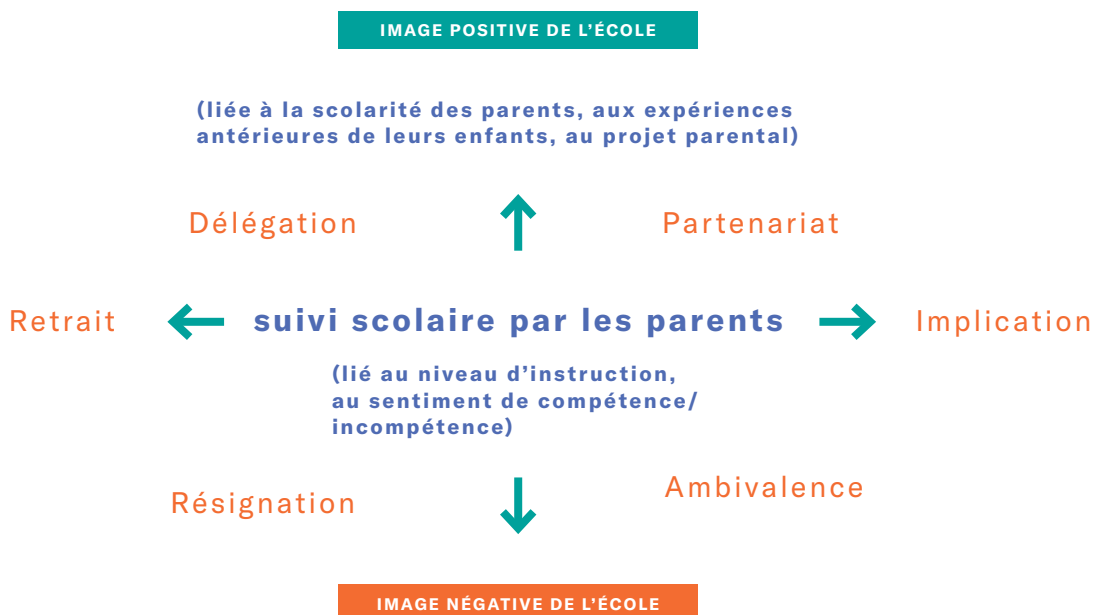 IMAGE POSITIVE DE L’ÉCOLE
(liée à la scolarité des parents, aux expériences
antérieures de leurs enfants, au projet parental)
Délégation
Partenariat
Retrait
suivi scolaire par les parents
Implication
(lié au niveau d’instruction,
au sentiment de compétence/
incompétence)
Résignation
Ambivalence
IMAGE NÉGATIVE DE L’ÉCOLE